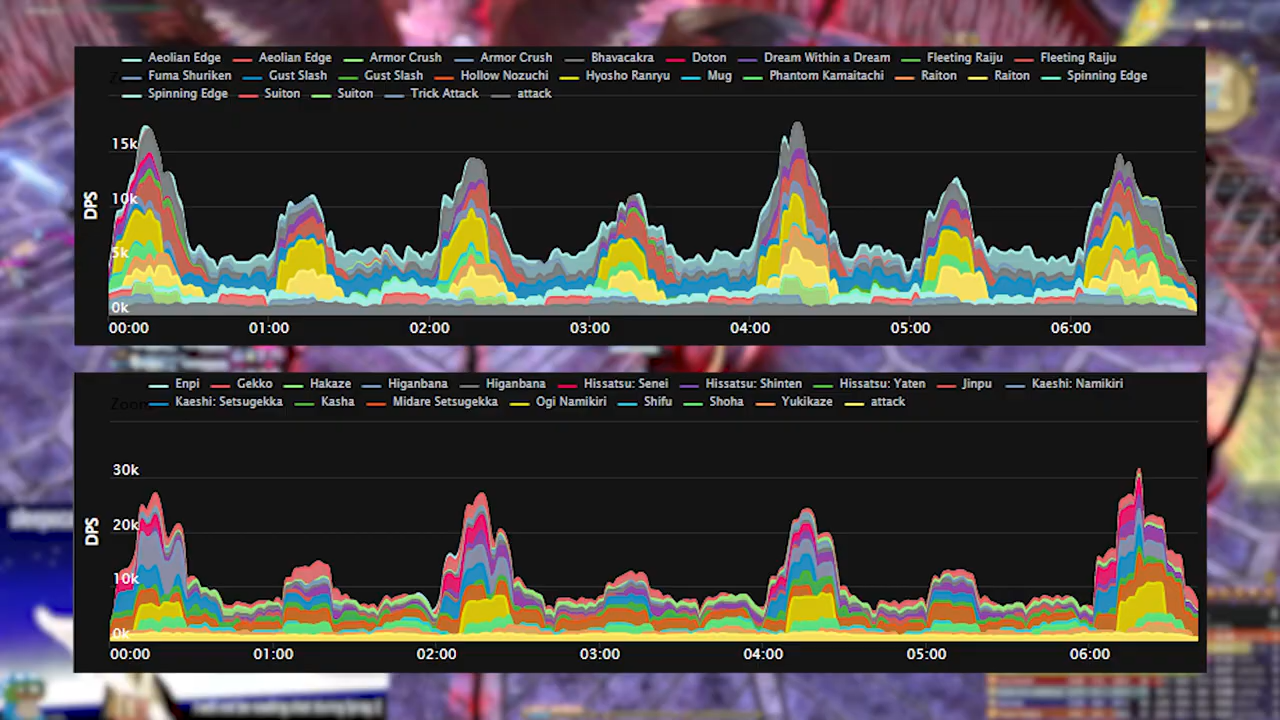 Aeolian Edge Aeolian Edge Armor Crush Armor Crush Bhavacakra Doton Dream Within a Dream Fleeting Raiju Fleeting Raiju
Fuma Shuriken Gust Slash Gust Slash Hollow Nozuchi Hyosho Ranryu Mug Phantom Kamaitachi Raiton Raiton Spinning Edge
Spinning Edge Suiton Suiton Trick Attack attack
15k
10k
5k
0k
DPS
00:00 01:00 02:00 03:00 04:00 05:00 06:00
Enpi Gekko Hakaze Higanbana Higanbana Hissatsu: Senei Hissatsu: Shinten Hissatsu: Yaten Jinpu Kaeshi: Namikiri
Zoom Kaeshi: Setsugekka Kasha Midare Setsugekka Ogi Namikiri Shifu Shoha Yukikaze attack
30k
20k
10k
0k
DPS
00:00 01:00 02:00 03:00 04:00 05:00 06:00